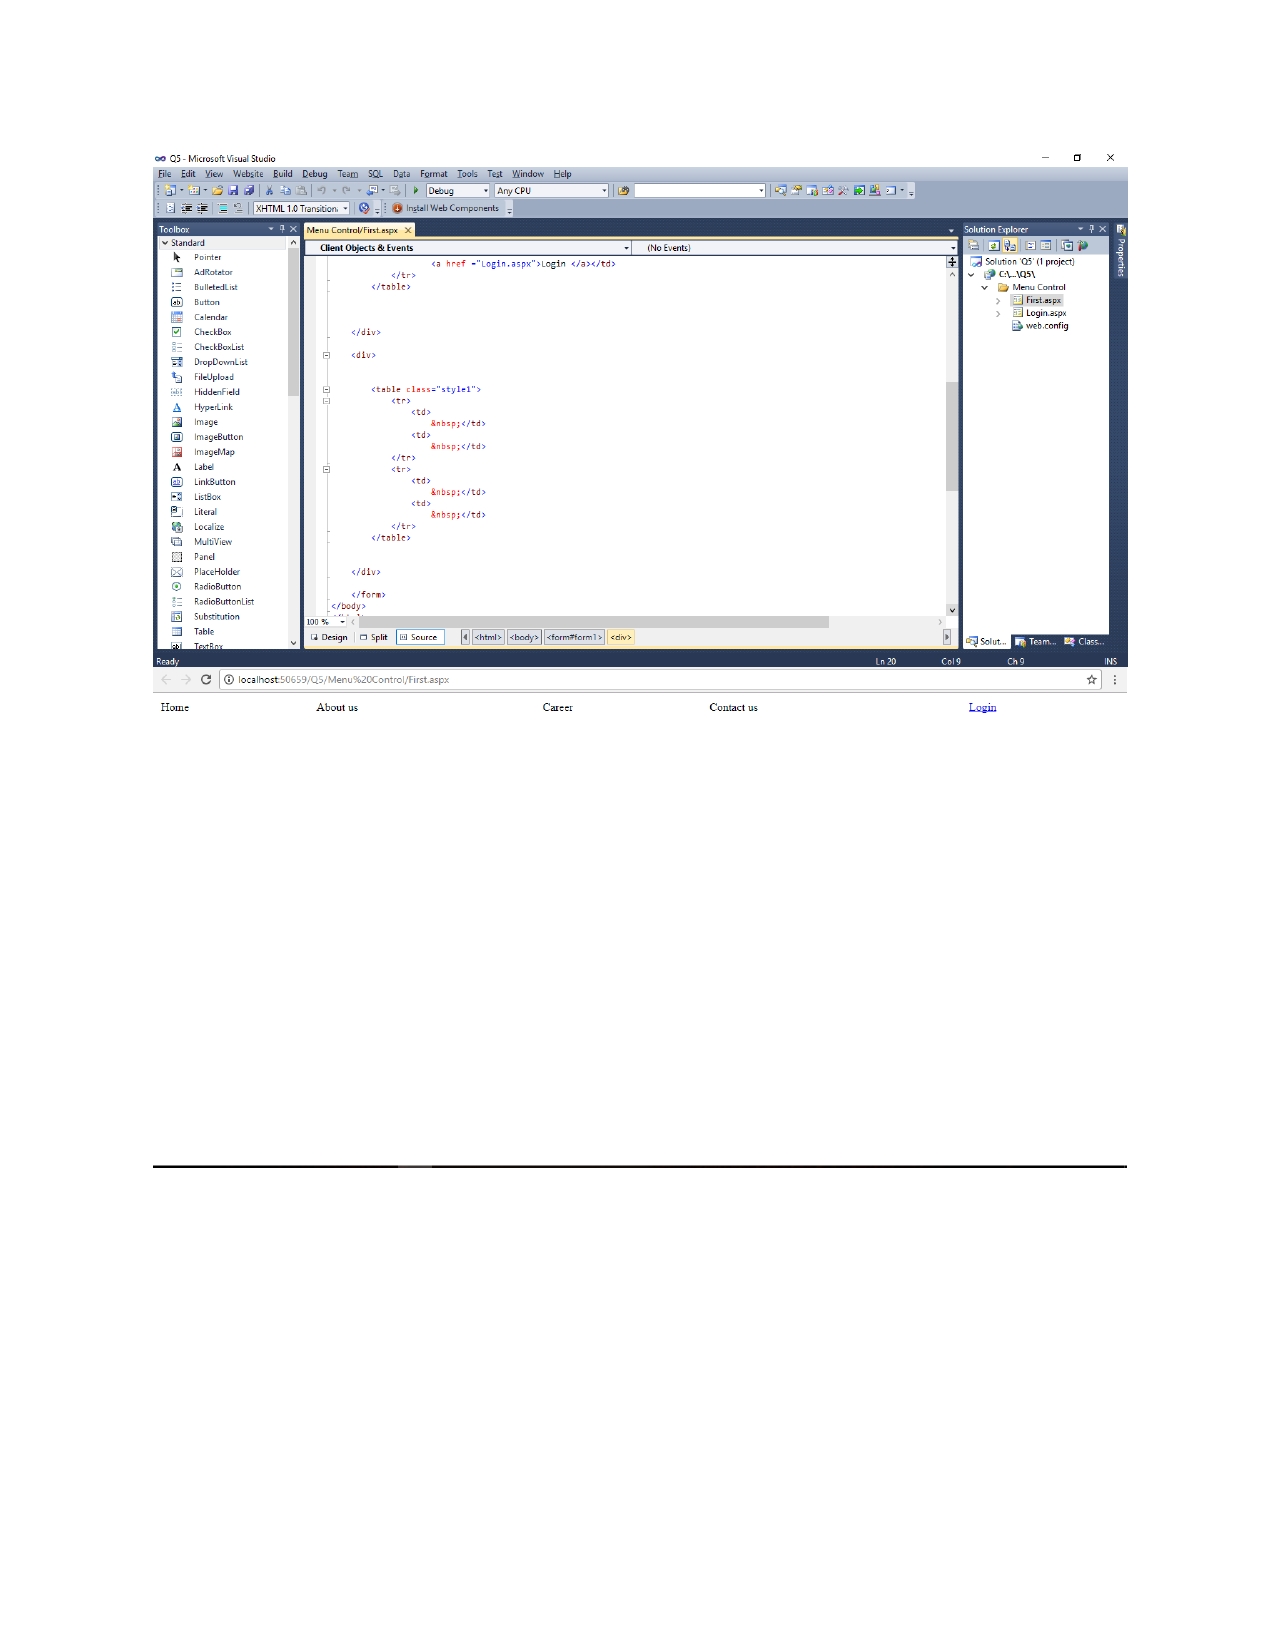 Q5 - Microsoft Visual Studio
File Edit View Website Build Debug Team SQL Data Format Tools Test Window Help
Debug Any CPU
XHTML 1.0 Transition. Install Web Components
Toolbox
Standard
Pointer
AdRotator
BulletedList
Button
Calendar
CheckBox
CheckBoxList
DropDownList
FileUpload
HiddenField
HyperLink
Image
ImageButton
ImageMap
Label
LinkButton
ListBox
Literal
Localize
MultiView
Panel
PlaceHolder
RadioButton
RadioButtonList
Substitution
Table
TextBox
Menu Control/First.aspx
Client Objects & Events (No Events)
<a href ="Login.aspx">Login </a></td>
</tr>
</table>
</div>
<div>
<table class="style1">
<tr>
<td>
&nbsp;</td>
<td>
&nbsp;</td>
</tr>
<tr>
<td>
&nbsp;</td>
<td>
&nbsp;</td>
</tr>
</table>
</div>
</form>
</body>
100 %
Design Split Source <html> <body> <form#form1> <div>
Solution Explorer
Solution 'Q5' (1 project)
C:\...\Q5\
Menu Control
First.aspx
Login.aspx
web.config
Solut... Team... Class...
Properties
Ready Ln 20 Col 9 Ch 9 INS
localhost:50659/Q5/Menu%20Control/First.aspx
Home About us Career Contact us Login